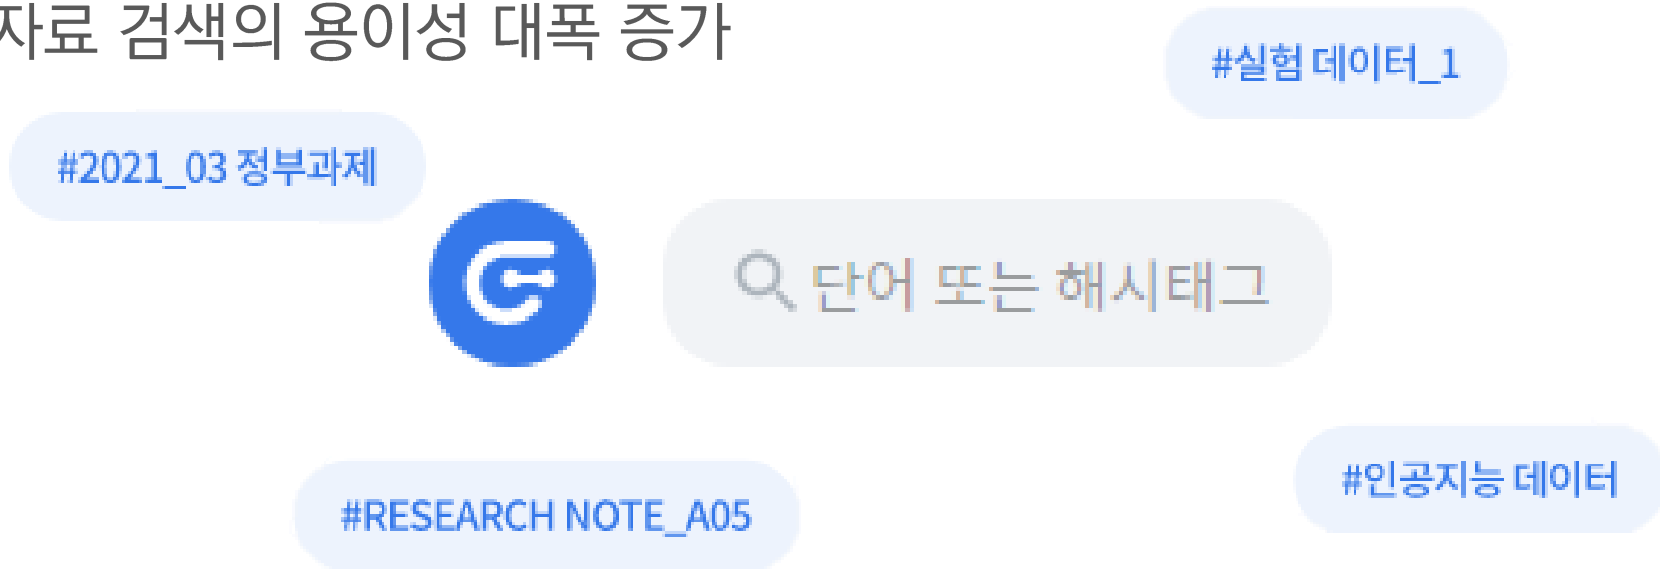 자료 검색의 용이성 대폭 증가
#실험 데이터_1
#2021_03 정부과제
단어 또는 해시태그
#인공지능 데이터
#RESEARCH NOTE_A05